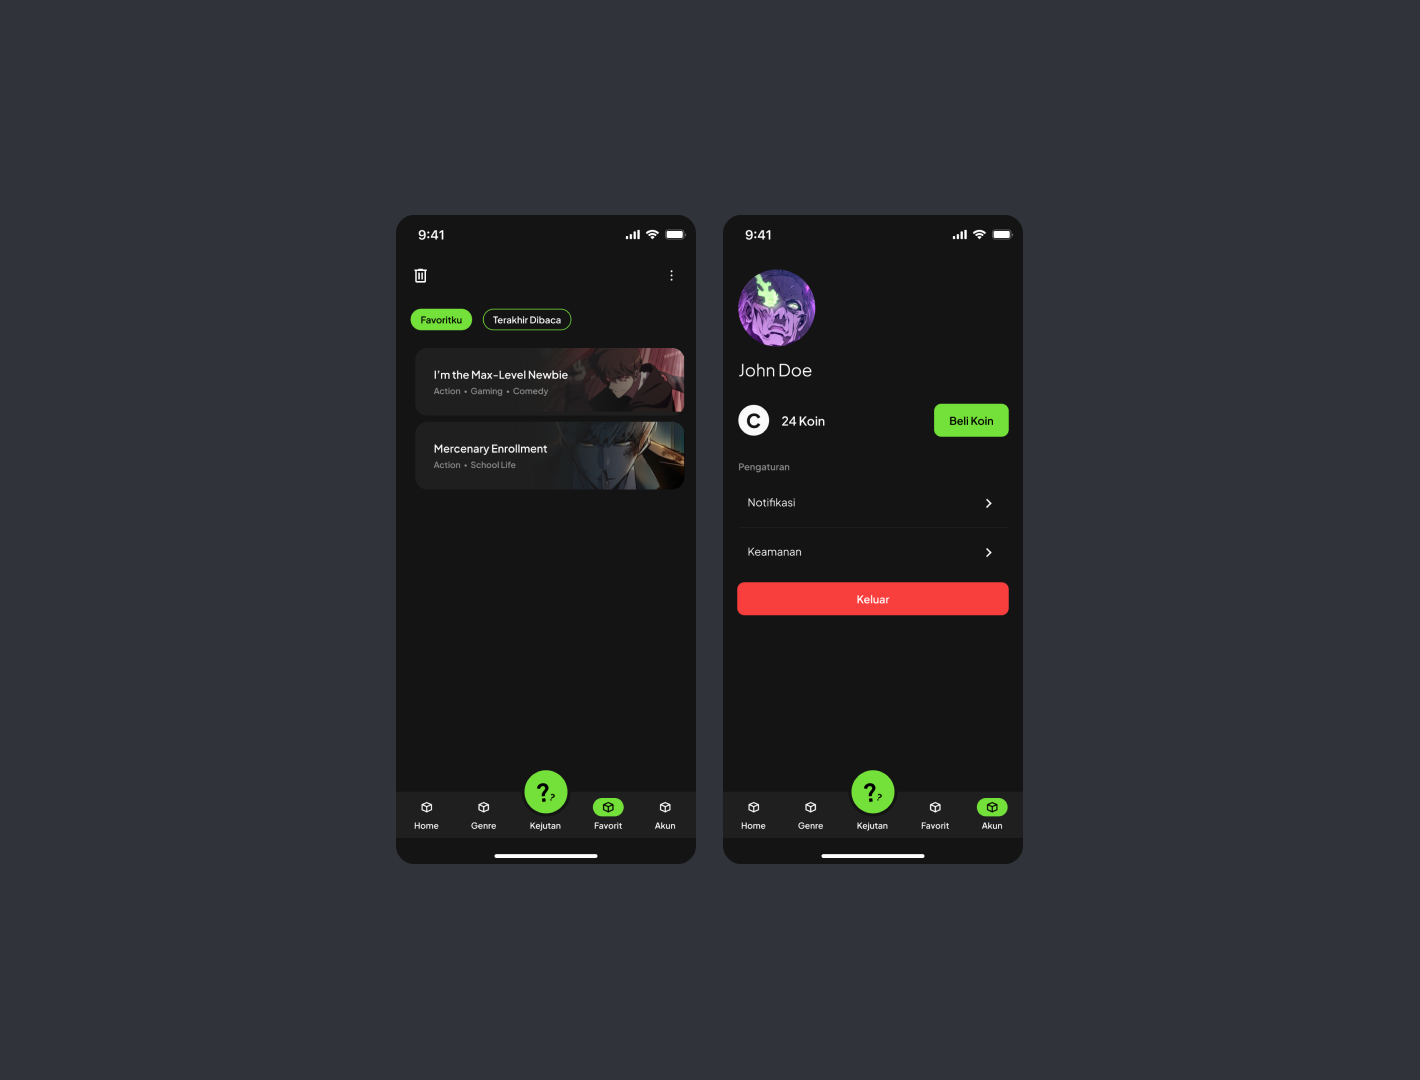 9:41
Favoritku
Terakhir Dibaca
I'm the Max-Level Newbie
Action • Gaming • Comedy
Mercenary Enrollment
Action • School Life
??
Home
Genre
Kejutan
Favorit
Akun
9:41
John Doe
C
24 Koin
Beli Koin
Pengaturan
Notifikasi
Keamanan
Keluar
??
Home
Genre
Kejutan
Favorit
Akun